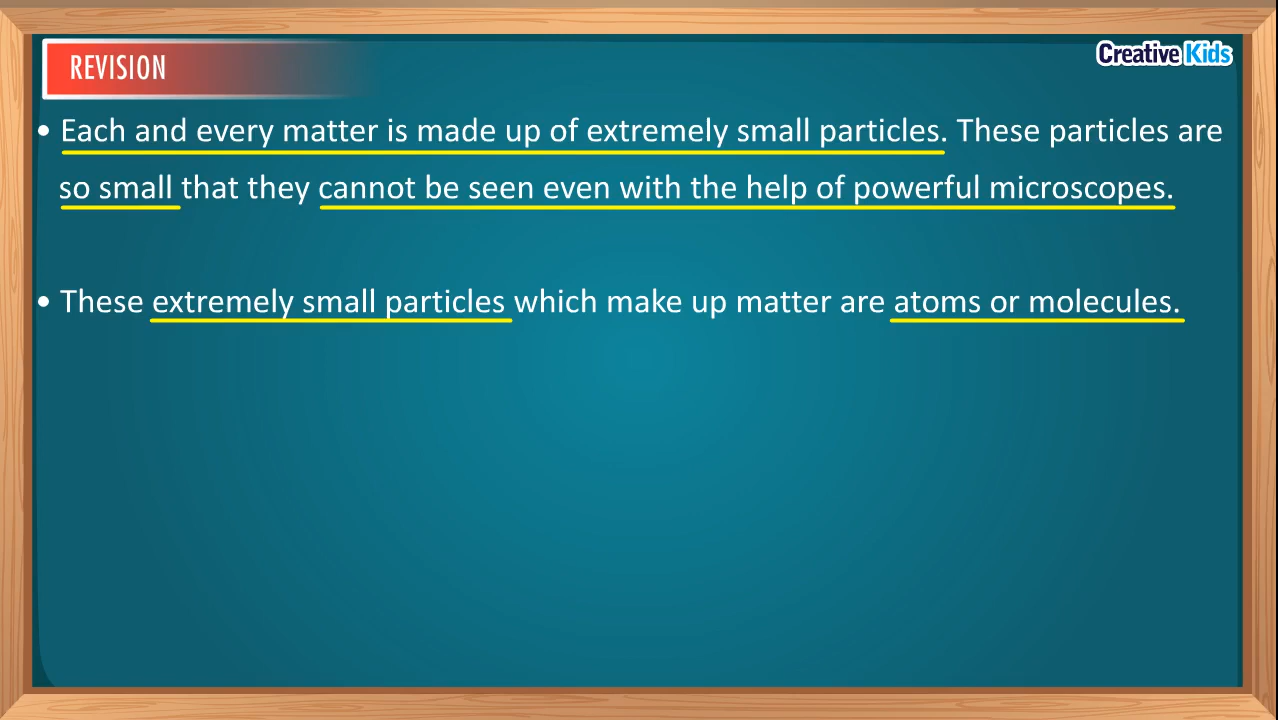 REVISION
Creative Kids
• Each and every matter is made up of extremely small particles. These particles are
so small that they cannot be seen even with the help of powerful microscopes.
• These extremely small particles which make up matter are atoms or molecules.